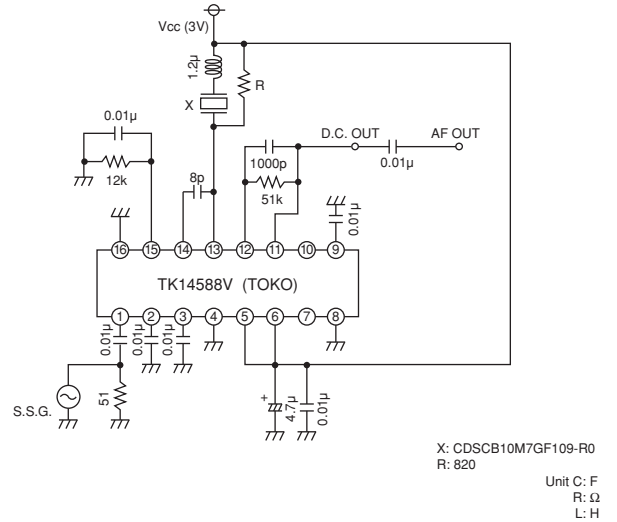 Vcc (3V)
1.2µ
R
X
0.01µ
12k
8p
1000p
51k
D.C. OUT
0.01µ
AF OUT
0.01µ
16
15
14
13
12
11
10
9
TK14588V (TOKO)
1
2
3
4
5
6
7
8
0.01µ
0.01µ
0.01µ
S.S.G.
51
+
4.7µ
0.01µ
X: CDSCB10M7GF109-R0
R: 820
Unit C: F
R: Ω
L: H